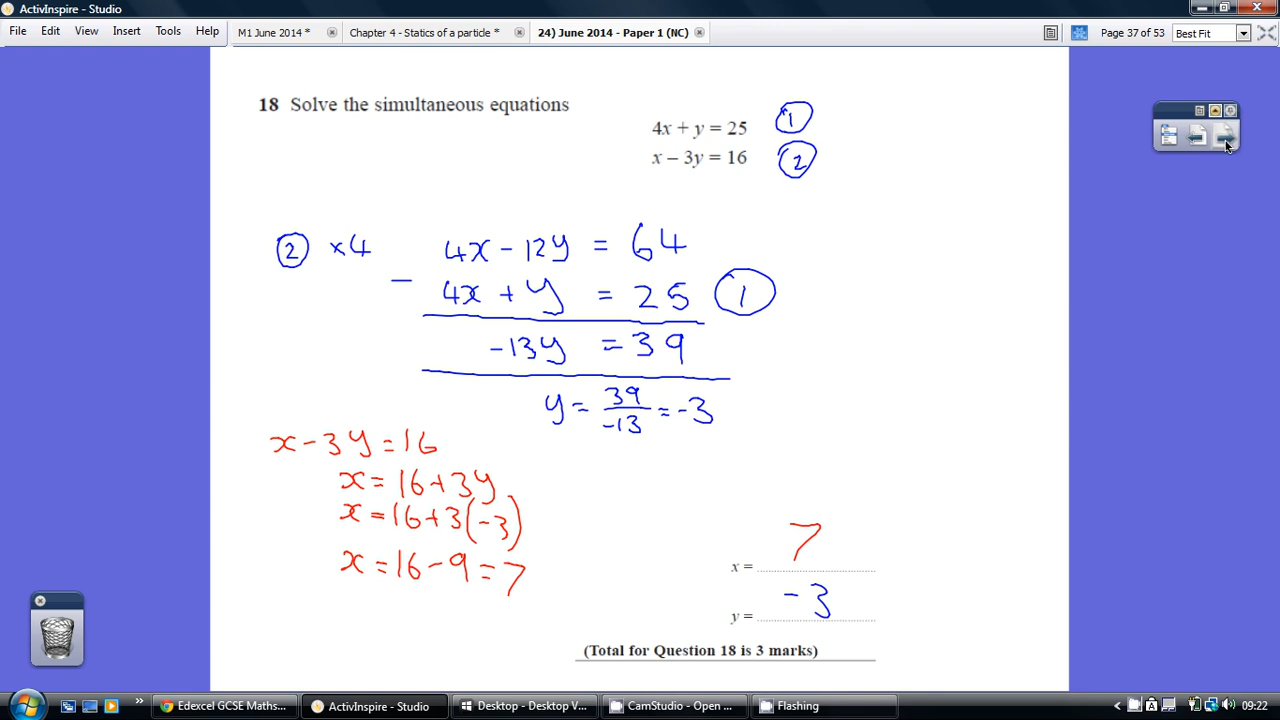 ActivInspire - Studio
File Edit View Insert Tools Help M1 June 2014 * Chapter 4 - Statics of a particle * 24) June 2014 - Paper 1 (NC) Page 37 of 53 Best Fit
18 Solve the simultaneous equations
4x + y = 25 ①
x − 3y = 16 ②
② ×4 4x − 12y = 64
− 4x + y = 25 ①
-13y = 39
y = 39/-13 = -3
x − 3y = 16
x = 16 + 3y
x = 16 + 3(-3)
x = 16 − 9 = 7
x = 7
y = -3
(Total for Question 18 is 3 marks)
Edexcel GCSE Maths... ActivInspire - Studio Desktop - Desktop V... CamStudio - Open ... Flashing 09:22